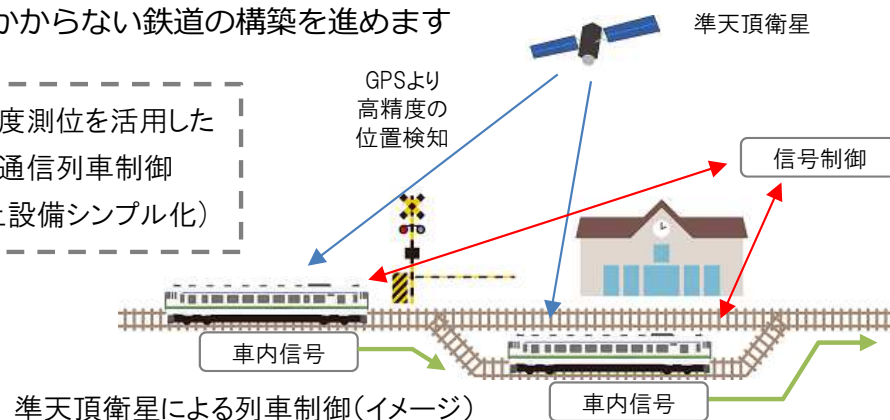 かからない鉄道の構築を進めます
準天頂衛星
GPSより
高精度の
位置検知
度測位を活用した
通信列車制御
設備シンプル化）
信号制御
車内信号
車内信号
準天頂衛星による列車制御（イメージ）